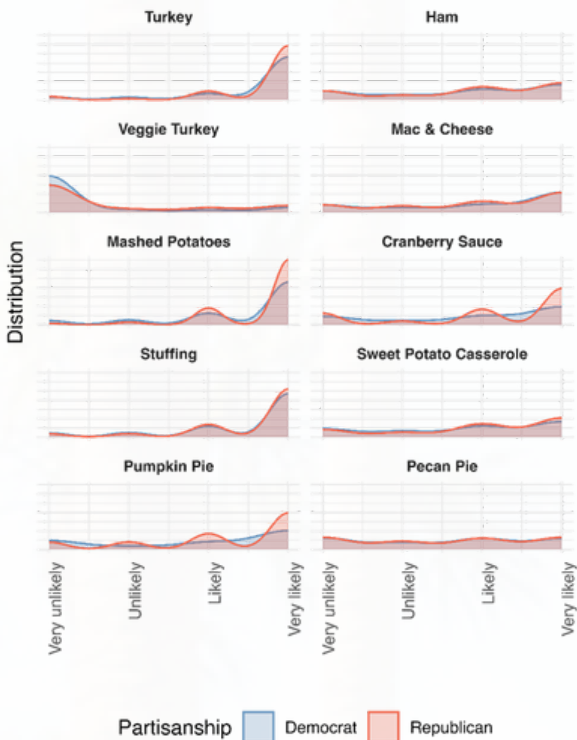 Turkey
Ham
Veggie Turkey
Mac & Cheese
Mashed Potatoes
Cranberry Sauce
Stuffing
Sweet Potato Casserole
Pumpkin Pie
Pecan Pie
Distribution
Very unlikely
Unlikely
Likely
Very likely
Very unlikely
Unlikely
Likely
Very likely
Partisanship
Democrat
Republican